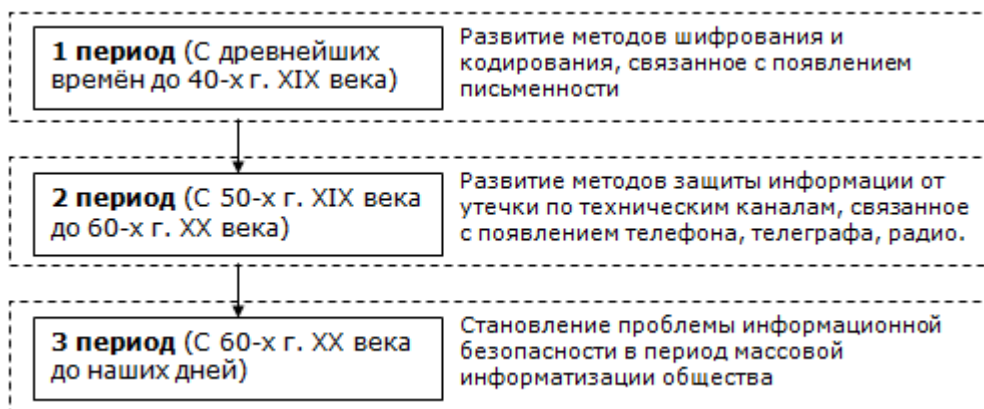 1 период (С древнейших
времён до 40-х г. XIX века)
Развитие методов шифрования и
кодирования, связанное с появлением
письменности
2 период (С 50-х г. XIX века
до 60-х г. XX века)
Развитие методов защиты информации от
утечки по техническим каналам, связанное
с появлением телефона, телеграфа, радио.
3 период (С 60-х г. XX века
до наших дней)
Становление проблемы информационной
безопасности в период массовой
информатизации общества